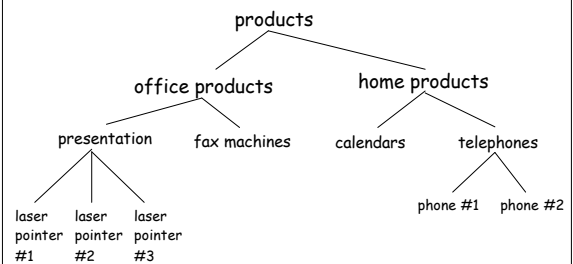 products
office products
home products
presentation
fax machines
calendars
telephones
phone #1
phone #2
laser
pointer
#1
laser
pointer
#2
laser
pointer
#3